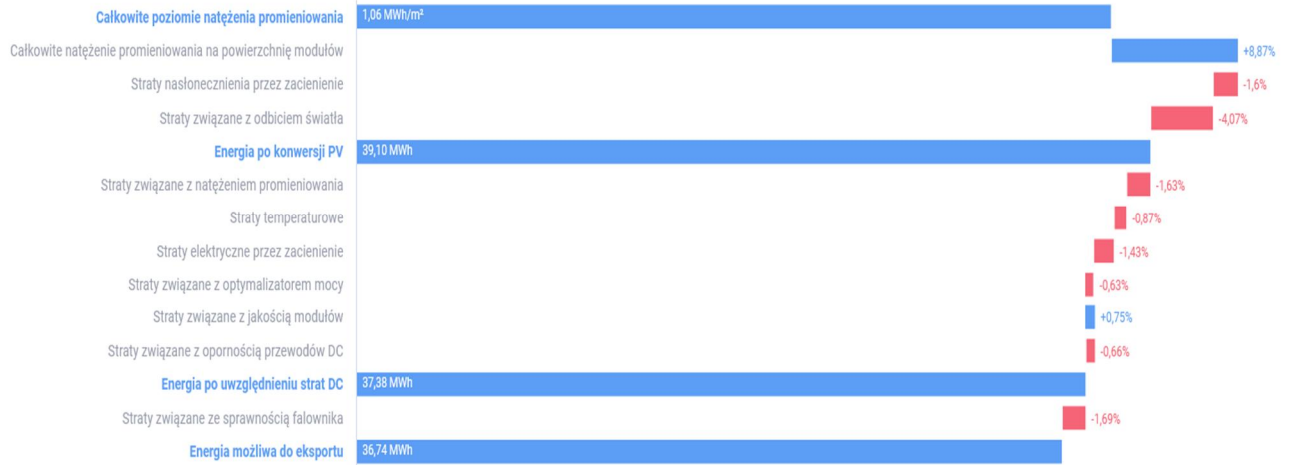 Całkowite poziomie natężenia promieniowania 1,06 MWh/m²
Całkowite natężenie promieniowania na powierzchnię modułów +8,87%
Straty nasłonecznienia przez zacienienie -1,6%
Straty związane z odbiciem światła -4,07%
Energia po konwersji PV 39,10 MWh
Straty związane z natężeniem promieniowania -1,63%
Straty temperaturowe -0,87%
Straty elektryczne przez zacienienie -1,43%
Straty związane z optymalizatorem mocy -0,63%
Straty związane z jakością modułów +0,75%
Straty związane z opornością przewodów DC -0,66%
Energia po uwzględnieniu strat DC 37,38 MWh
Straty związane ze sprawnością falownika -1,69%
Energia możliwa do eksportu 36,74 MWh